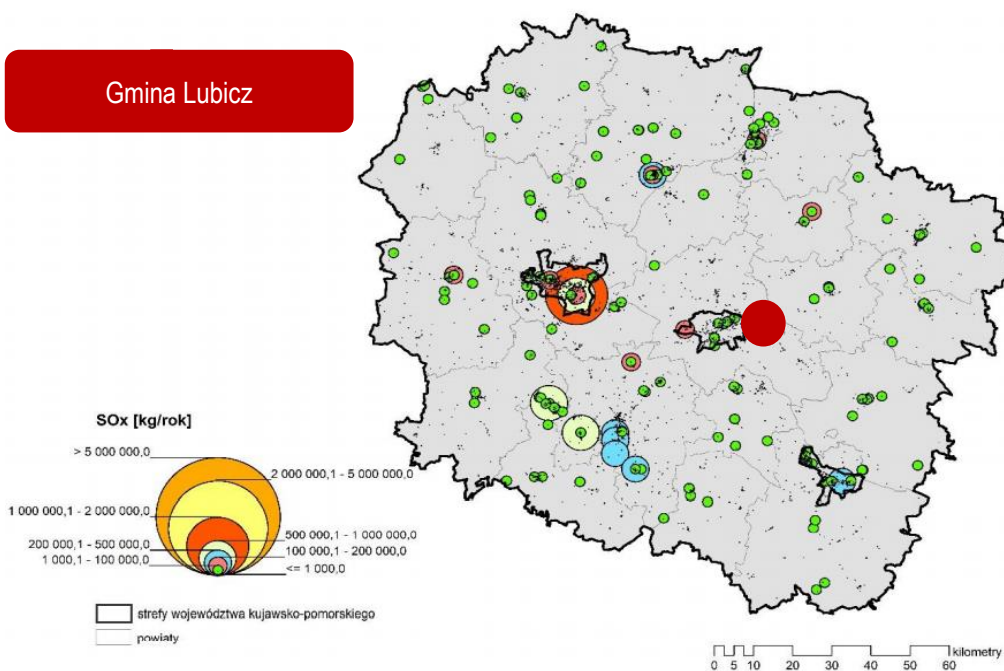 Gmina Lubicz
SOx [kg/rok]
> 5 000 000,0
2 000 000,1 - 5 000 000,0
1 000 000,1 - 2 000 000,0
500 000,1 - 1 000 000,0
200 000,1 - 500 000,0
100 000,1 - 200 000,0
1 000,1 - 100 000,0
<= 1 000,0
strefy województwa kujawsko-pomorskiego
powiaty
kilometry
0 5 10 20 30 40 50 60